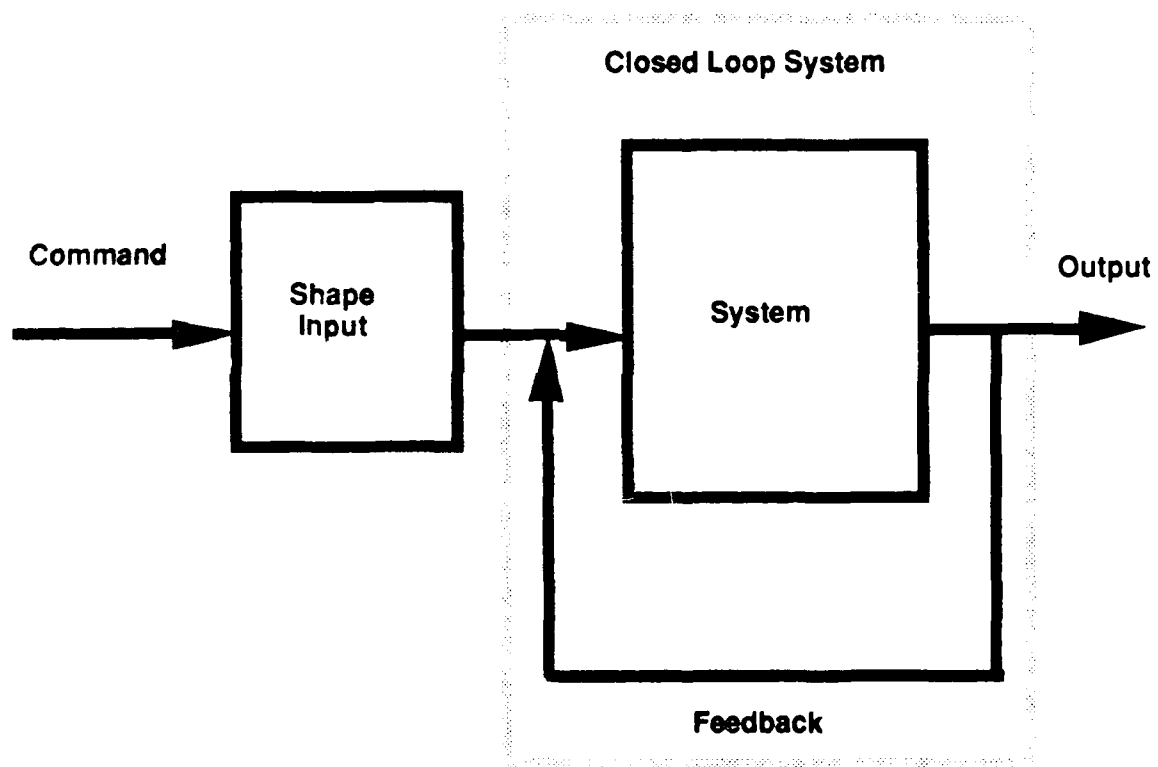 Closed Loop System
Command
Shape
Input
System
Output
Feedback